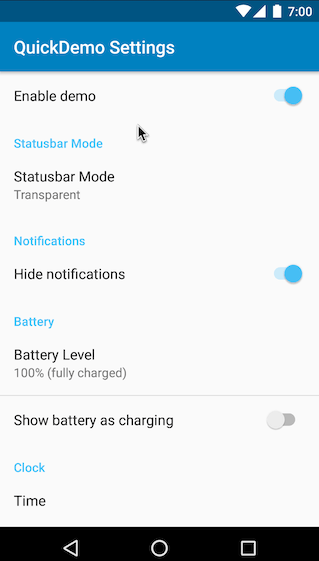 7:00
QuickDemo Settings
Enable demo
Statusbar Mode
Statusbar Mode
Transparent
Notifications
Hide notifications
Battery
Battery Level
100% (fully charged)
Show battery as charging
Clock
Time